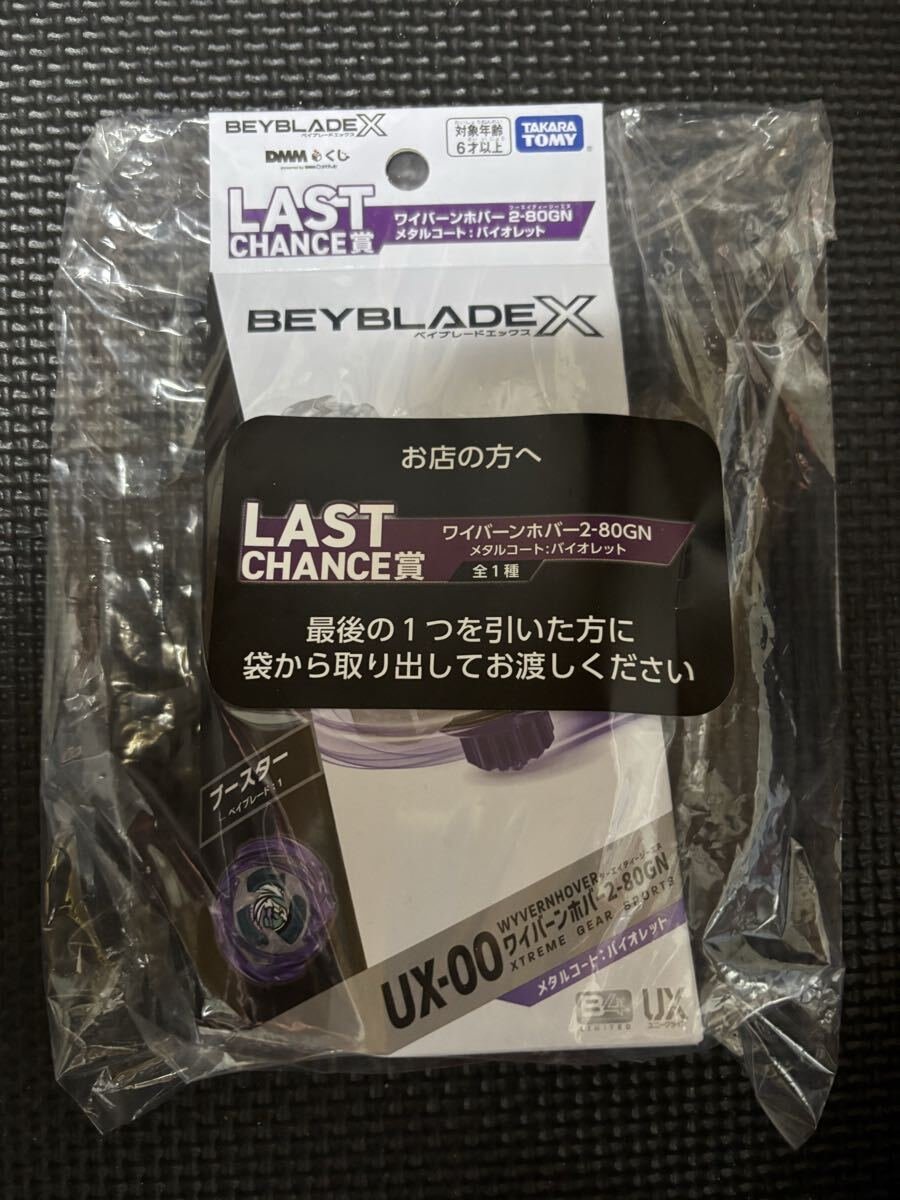 BEYBLADE X
ベイブレードエックス
対象年齢
6才以上
TAKARA
TOMY
DMMくじ
LAST
CHANCE賞
ワイバーンホバー2-80GN
メタルコート:バイオレット
BEYBLADE X
ベイブレードエックス
お店の方へ
LAST
CHANCE賞
ワイバーンホバー2-80GN
メタルコート:バイオレット
全1種
最後の1つを引いた方に
袋から取り出してお渡しください
ブースター
ベイブレード:1
UX-00
WYVERNHOVER
ワイバーンホバー2-80GN
XTREME GEAR SPORTS
メタルコート:バイオレット
LIMITED
UX